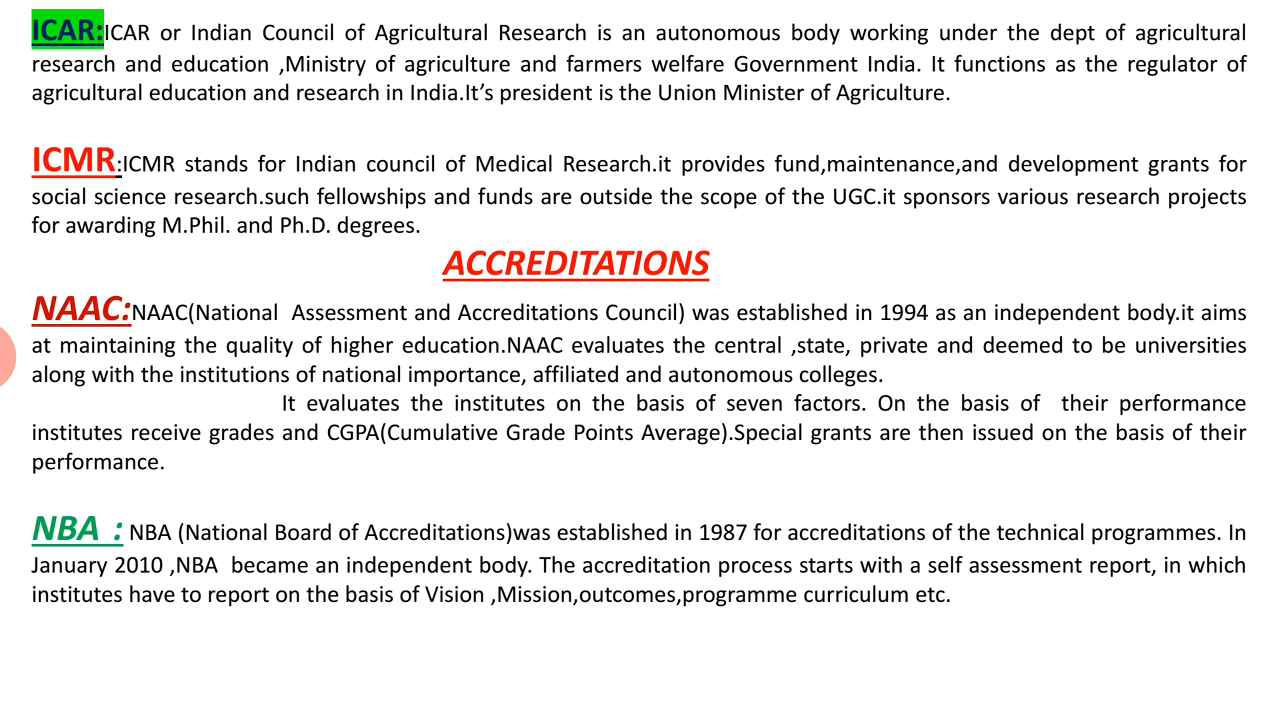 ICAR:ICAR or Indian Council of Agricultural Research is an autonomous body working under the dept of agricultural
research and education ,Ministry of agriculture and farmers welfare Government India. It functions as the regulator of
agricultural education and research in India.It’s president is the Union Minister of Agriculture.
ICMR:ICMR stands for Indian council of Medical Research.it provides fund,maintenance,and development grants for
social science research.such fellowships and funds are outside the scope of the UGC.it sponsors various research projects
for awarding M.Phil. and Ph.D. degrees.
ACCREDITATIONS
NAAC:NAAC(National Assessment and Accreditations Council) was established in 1994 as an independent body.it aims
at maintaining the quality of higher education.NAAC evaluates the central ,state, private and deemed to be universities
along with the institutions of national importance, affiliated and autonomous colleges.
It evaluates the institutes on the basis of seven factors. On the basis of their performance
institutes receive grades and CGPA(Cumulative Grade Points Average).Special grants are then issued on the basis of their
performance.
NBA : NBA (National Board of Accreditations)was established in 1987 for accreditations of the technical programmes. In
January 2010 ,NBA became an independent body. The accreditation process starts with a self assessment report, in which
institutes have to report on the basis of Vision ,Mission,outcomes,programme curriculum etc.